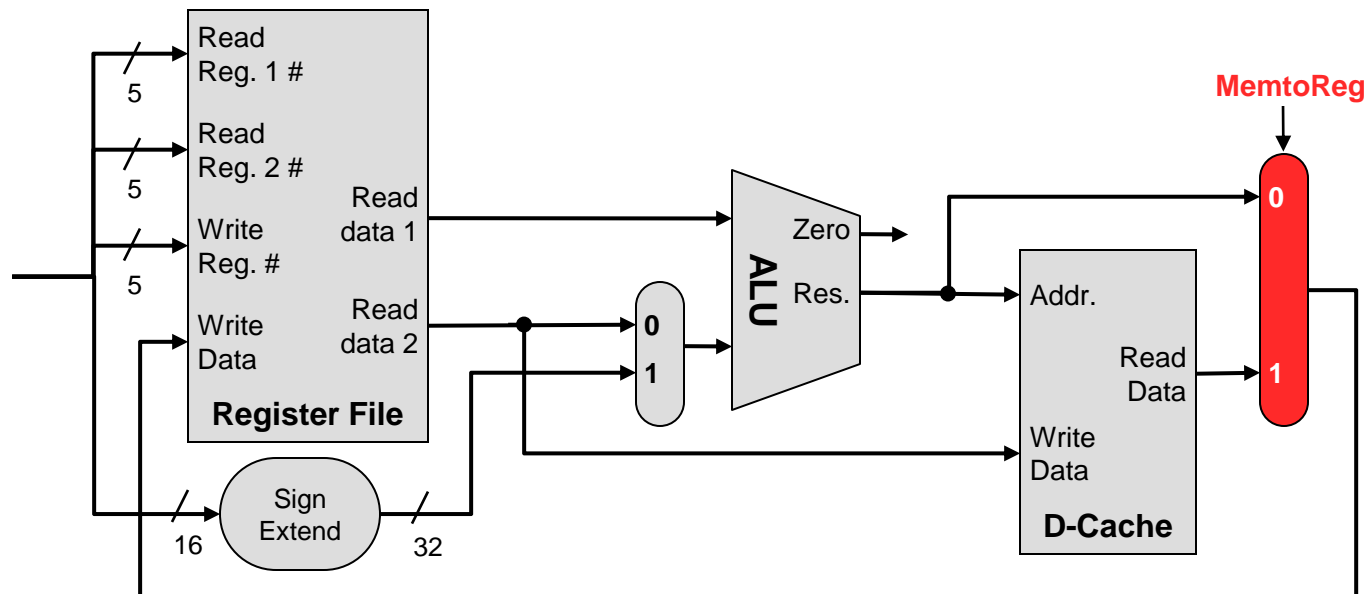 Read
Reg. 1 #
5
Read
Reg. 2 #
5
Write
Reg. #
5
Write
Data
Read
data 1
Read
data 2
Register File
Sign
Extend
16
32
0
1
ALU
Zero
Res.
Addr.
Read
Data
Write
Data
D-Cache
MemtoReg
0
1